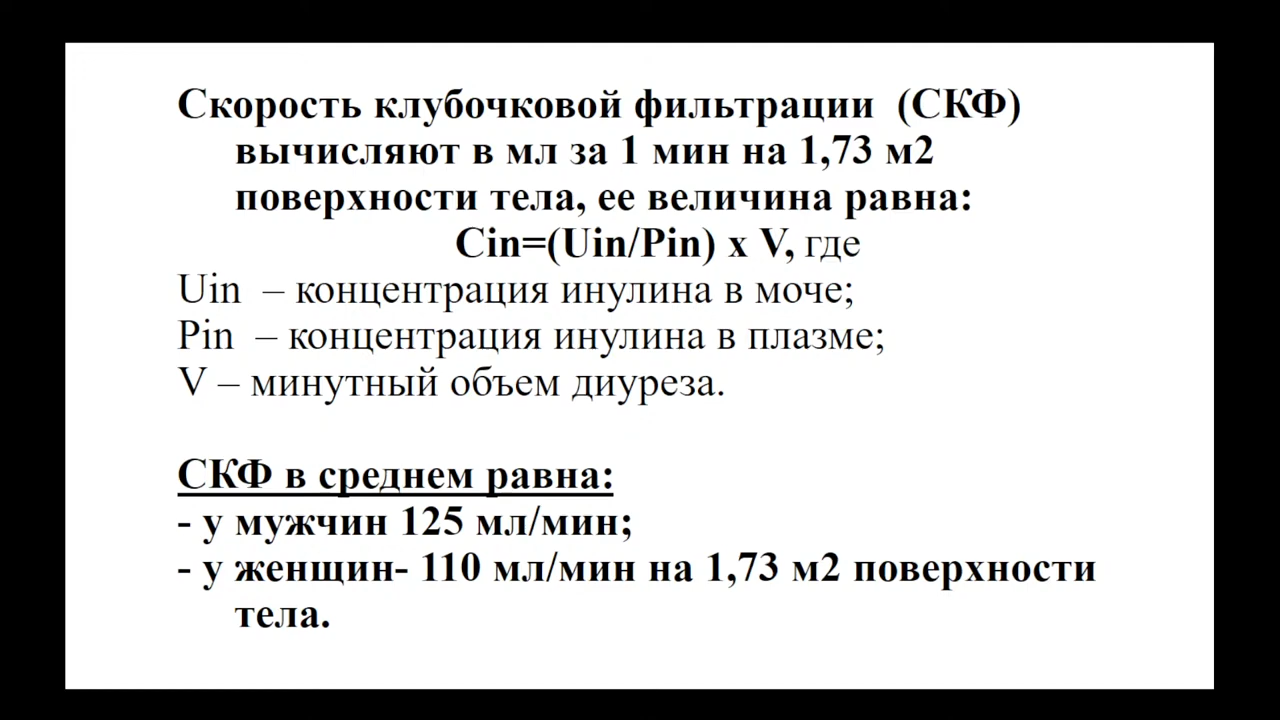 Скорость клубочковой фильтрации (СКФ)
вычисляют в мл за 1 мин на 1,73 м2
поверхности тела, ее величина равна:
Cin=(Uin/Pin) x V, где
Uin – концентрация инулина в моче;
Pin – концентрация инулина в плазме;
V – минутный объем диуреза.
СКФ в среднем равна:
- у мужчин 125 мл/мин;
- у женщин- 110 мл/мин на 1,73 м2 поверхности
тела.